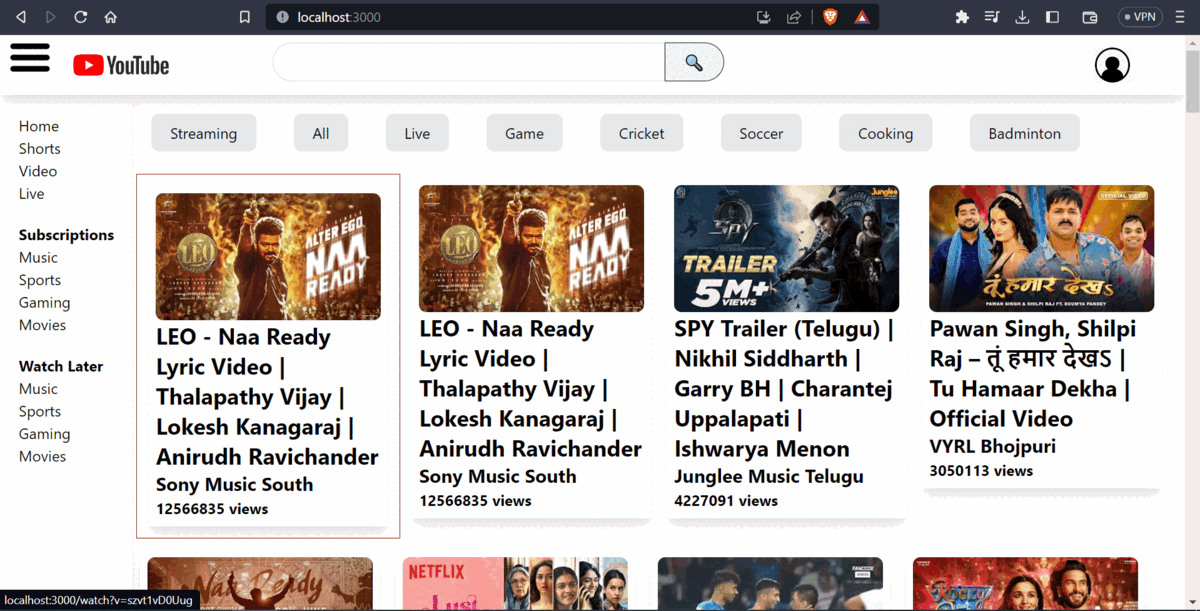 localhost:3000
VPN
YouTube
Streaming
All
Live
Game
Cricket
Soccer
Cooking
Badminton
Home
Shorts
Video
Live
Subscriptions
Music
Sports
Gaming
Movies
Watch Later
Music
Sports
Gaming
Movies
LEO
ALTER EGO
NAA
READY
LEO - Naa Ready
Lyric Video |
Thalapathy Vijay |
Lokesh Kanagaraj |
Anirudh Ravichander
Sony Music South
12566835 views
LEO
ALTER EGO
NAA
READY
LEO - Naa Ready
Lyric Video |
Thalapathy Vijay |
Lokesh Kanagaraj |
Anirudh Ravichander
Sony Music South
12566835 views
Junglee
SPY
TRAILER
5M+
VIEWS
SPY Trailer (Telugu) |
Nikhil Siddharth |
Garry BH | Charantej
Uppalapati |
Ishwarya Menon
Junglee Music Telugu
4227091 views
OFFICIAL VIDEO
तूं हमार देखS
PAWAN SINGH & SHILPI RAJ FT. SOUMYA PANDEY
Pawan Singh, Shilpi
Raj – तूं हमार देखS |
Tu Hamaar Dekha |
Official Video
VYRL Bhojpuri
3050113 views
Naa Ready
NETFLIX
Lust
FANCODE
localhost:3000/watch?v=szvt1vD0Uug